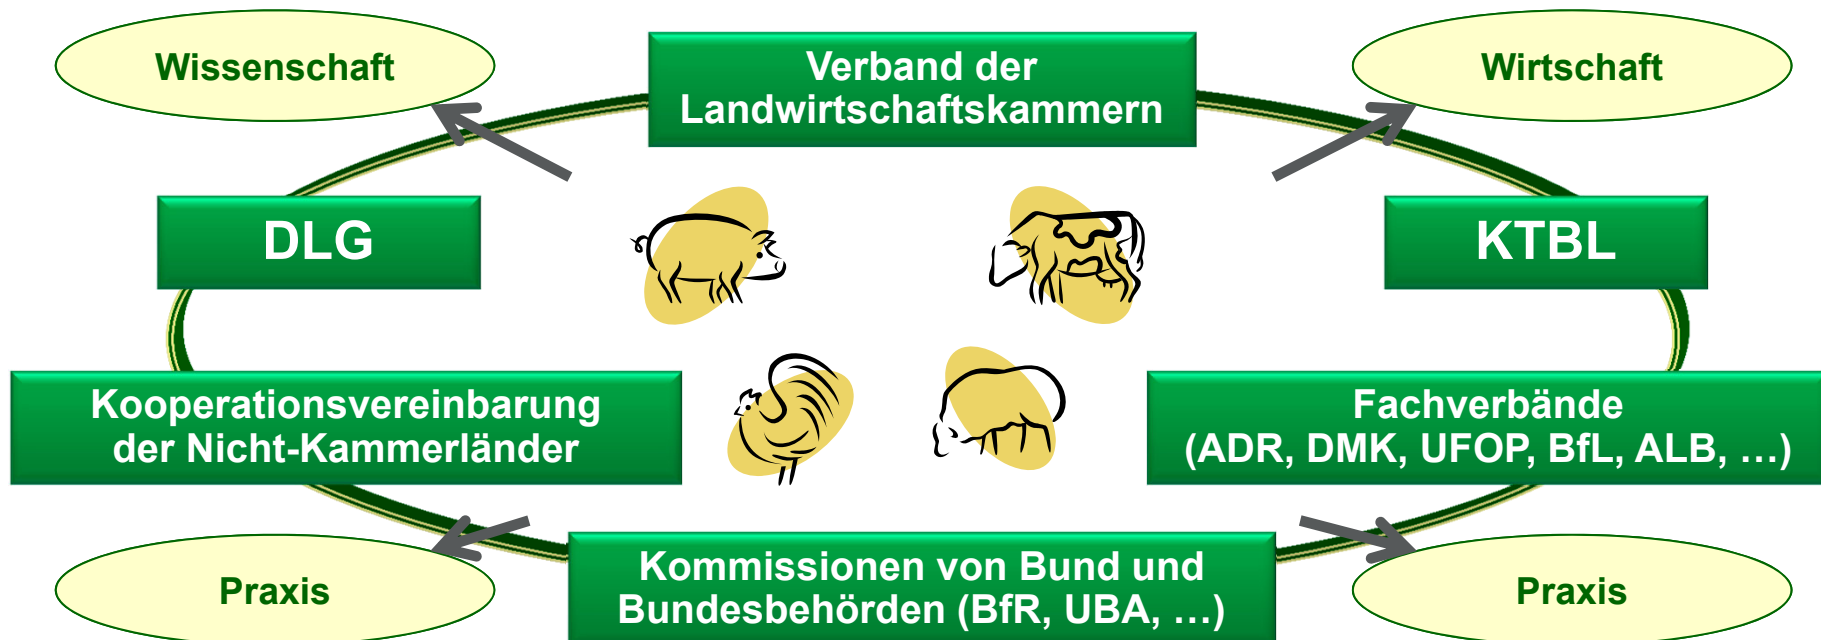 Wissenschaft
Verband der
Landwirtschaftskammern
Wirtschaft
DLG
KTBL
Kooperationsvereinbarung
der Nicht-Kammerländer
Fachverbände
(ADR, DMK, UFOP, BfL, ALB, …)
Praxis
Kommissionen von Bund und
Bundesbehörden (BfR, UBA, …)
Praxis